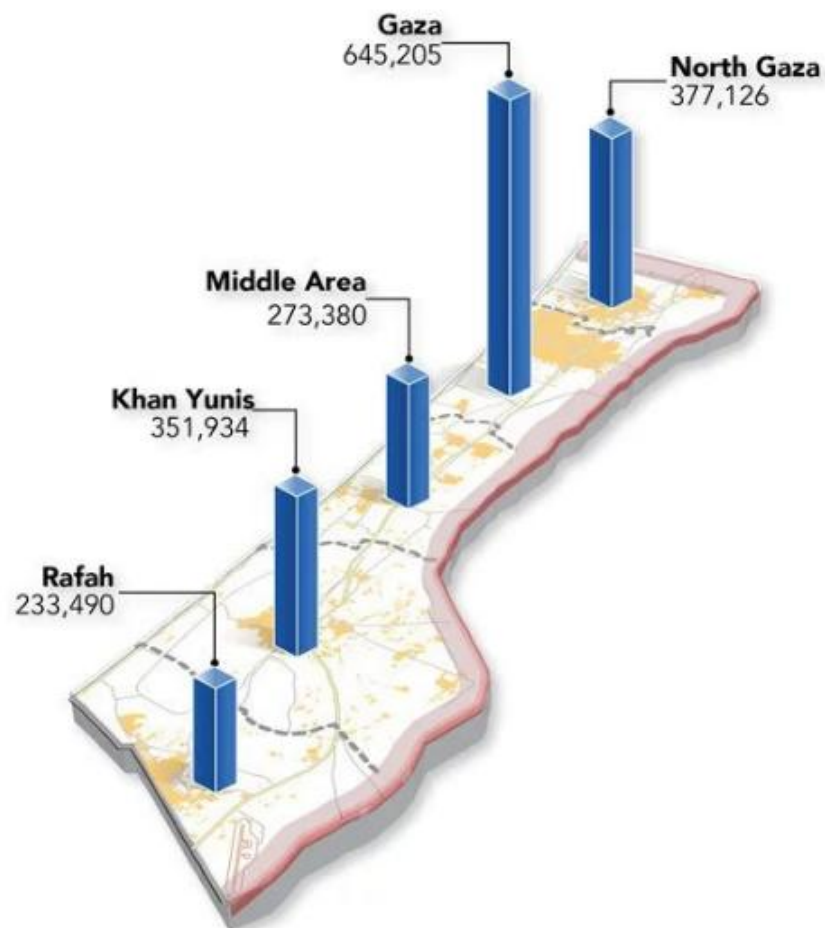 Gaza
645,205
North Gaza
377,126
Middle Area
273,380
Khan Yunis
351,934
Rafah
233,490